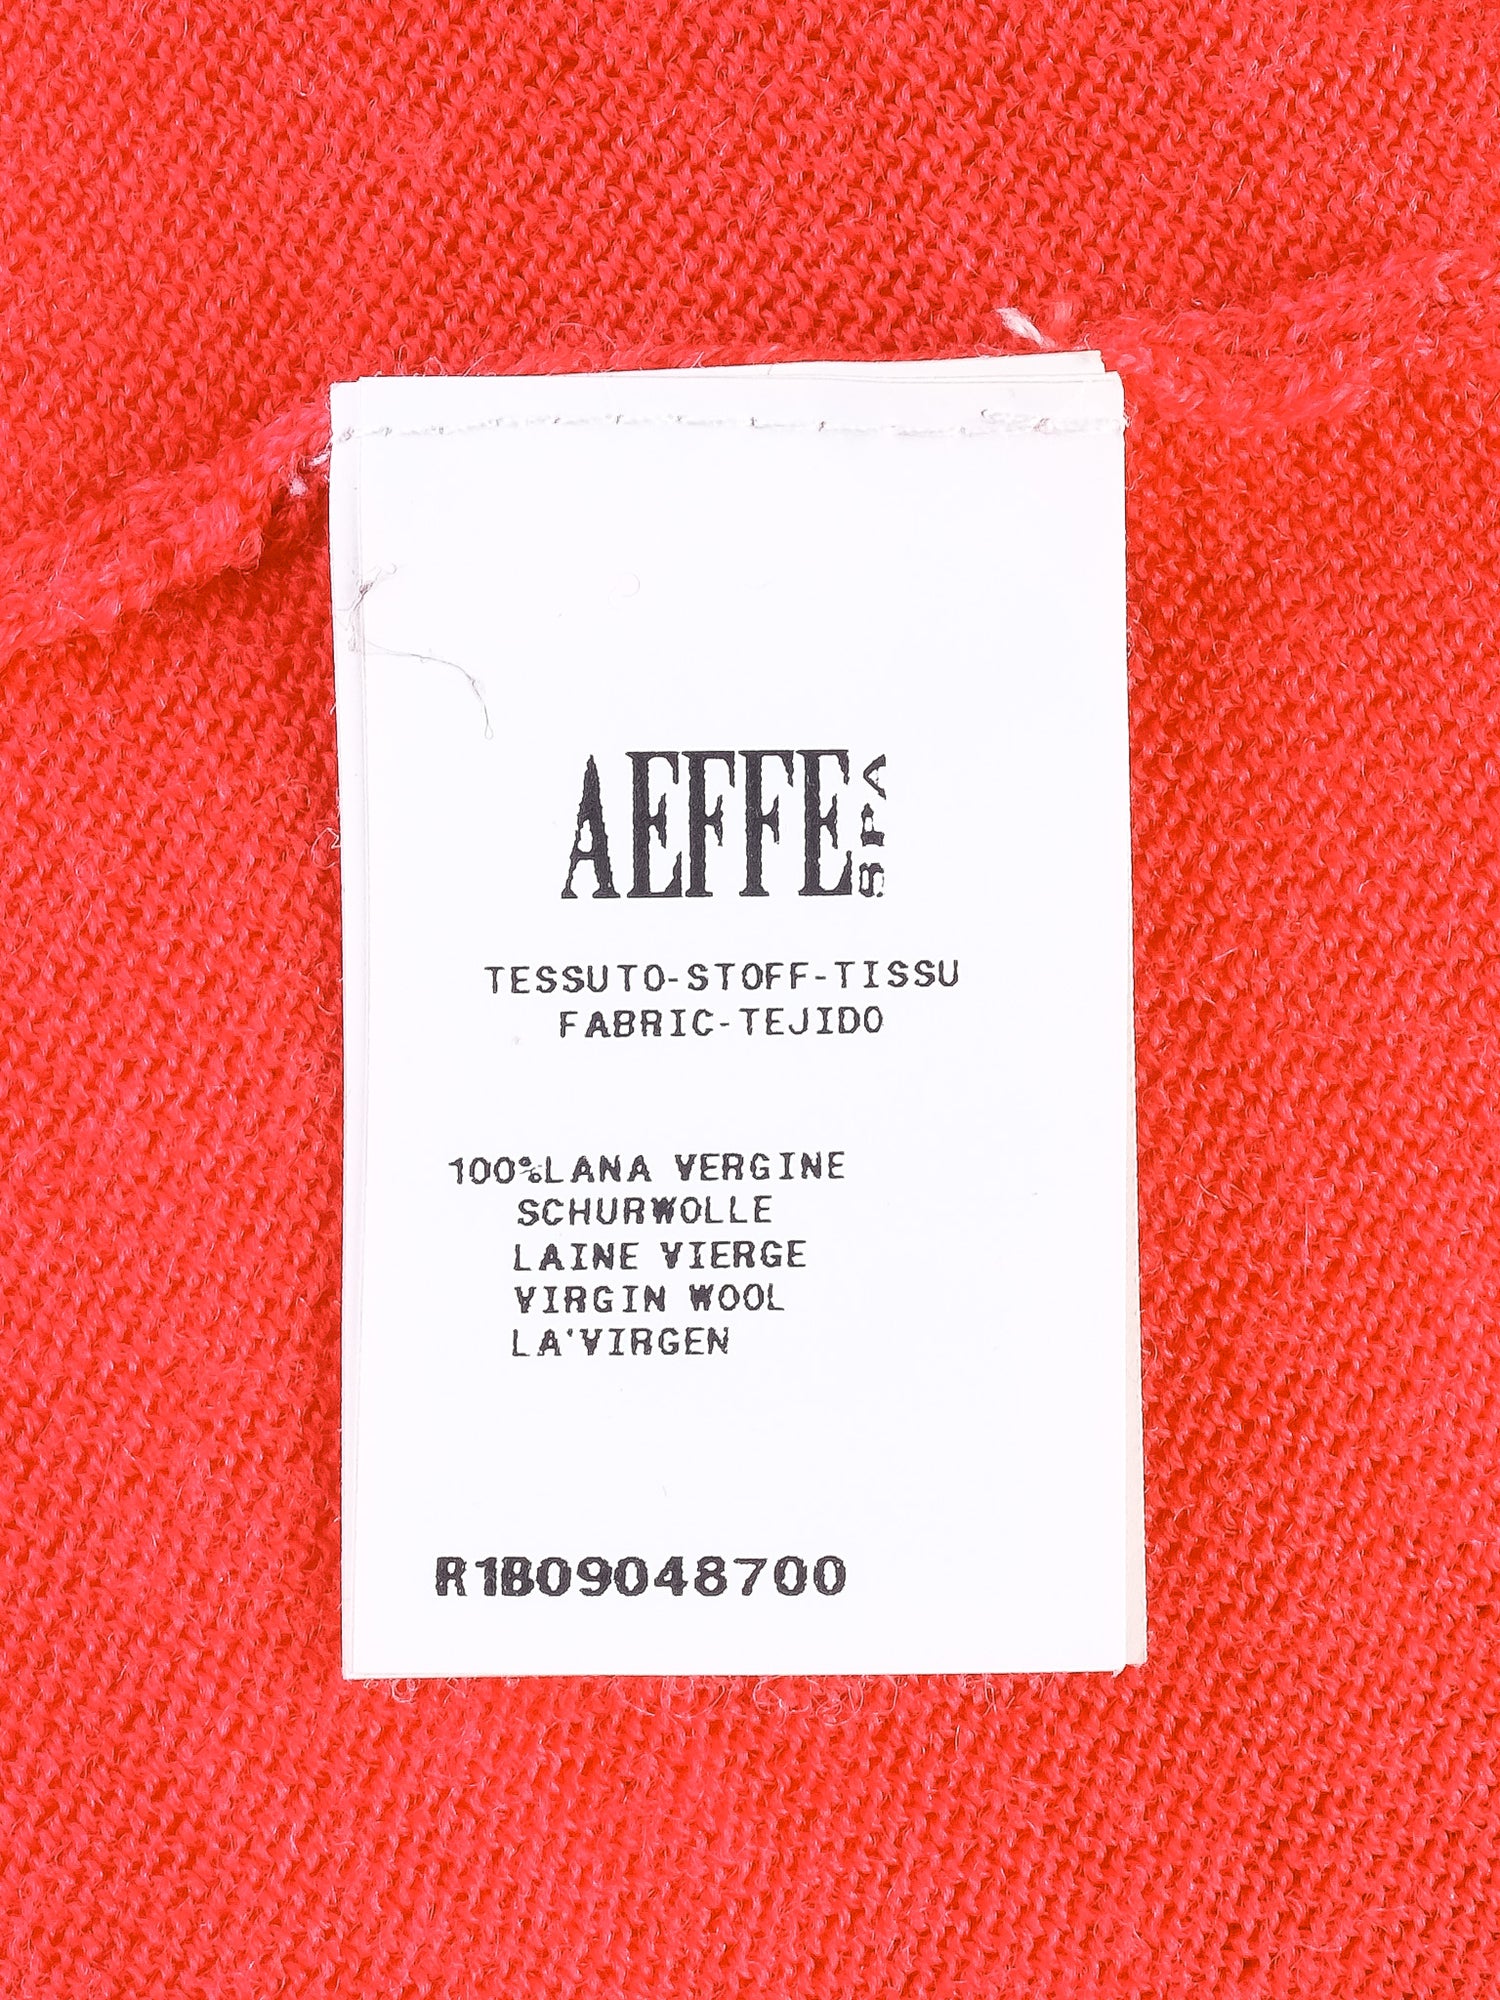 AEFFE SPA
TESSUTO-STOFF-TISSU
FABRIC-TEJIDO
100%LANA VERGINE
SCHURWOLLE
LAINE VIERGE
VIRGIN WOOL
LA'VIRGEN
R1B09048700